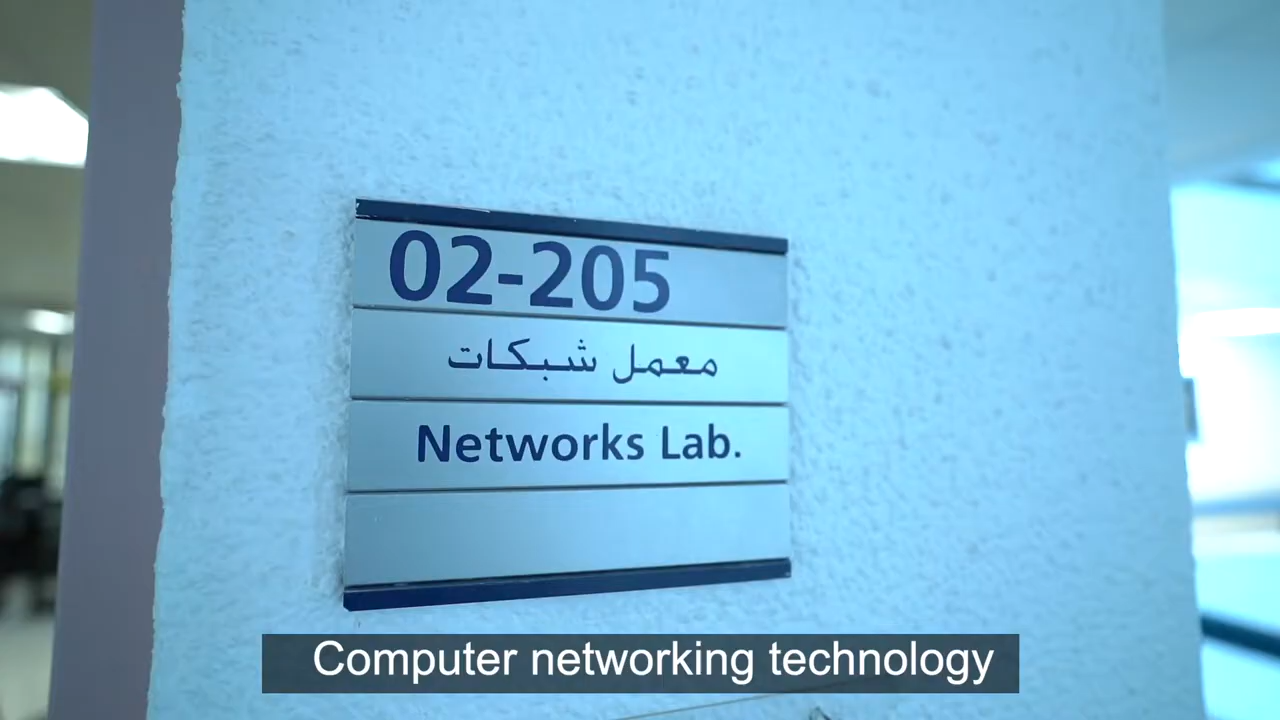 02-205
معمل شبكات
Networks Lab.
Computer networking technology